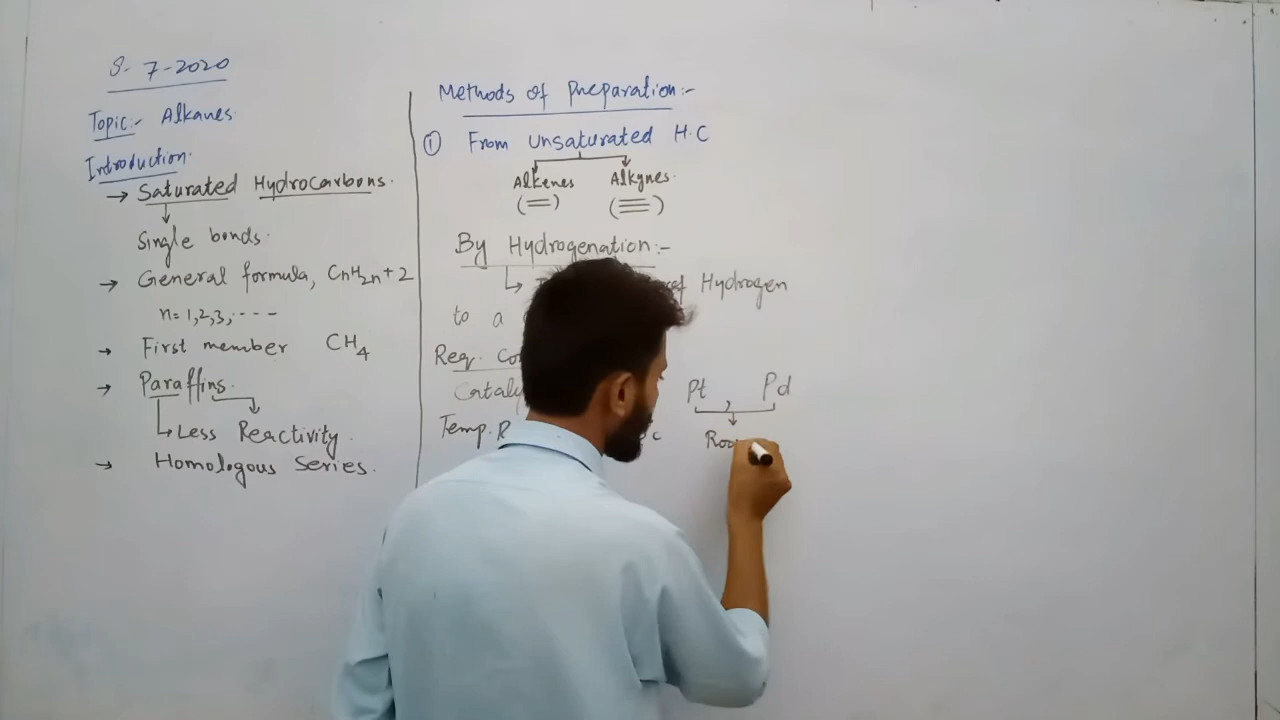 8-7-2020
Topic:- Alkanes.
Introduction.
→ Saturated Hydrocarbons.
↓
Single bonds.
→ General formula, CnH2n+2
n=1,2,3,----
→ First member CH4
→ Paraffins.
↳ Less Reactivity.
→ Homologous Series.
Methods of Preparation:-
① From Unsaturated H.C
Alkenes Alkynes.
(=) (≡)
By Hydrogenation:-
↳ Hydrogen
to a
Req.
Pt , Pd
Temp.